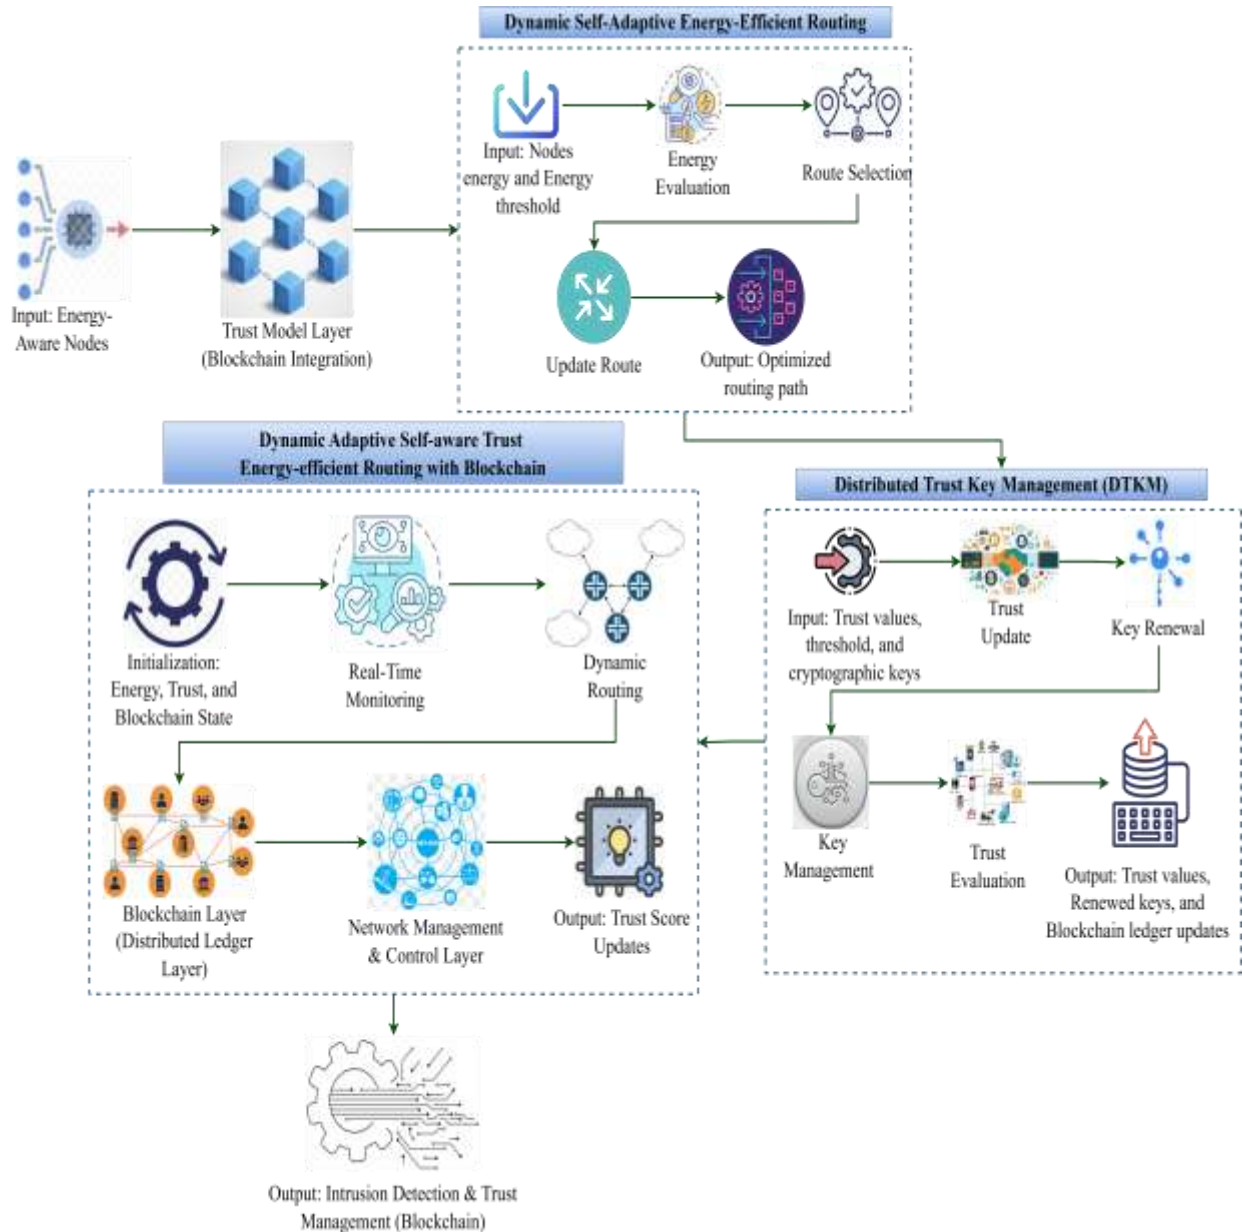 Dynamic Self-Adaptive Energy-Efficient Routing
Input: Nodes
energy and Energy
threshold
Energy
Evaluation
Route Selection
Input: Energy-
Aware Nodes
Trust Model Layer
(Blockchain Integration)
Update Route
Output: Optimized
routing path
Dynamic Adaptive Self-aware Trust
Energy-efficient Routing with Blockchain
Distributed Trust Key Management (DTKM)
Initialization:
Energy, Trust, and
Blockchain State
Real-Time
Monitoring
Dynamic
Routing
Input: Trust values,
threshold, and
cryptographic keys
Trust
Update
Key Renewal
Blockchain Layer
(Distributed Ledger
Layer)
Network Management
& Control Layer
Output: Trust Score
Updates
Key
Management
Trust
Evaluation
Output: Trust values,
Renewed keys, and
Blockchain ledger updates
Output: Intrusion Detection & Trust
Management (Blockchain)